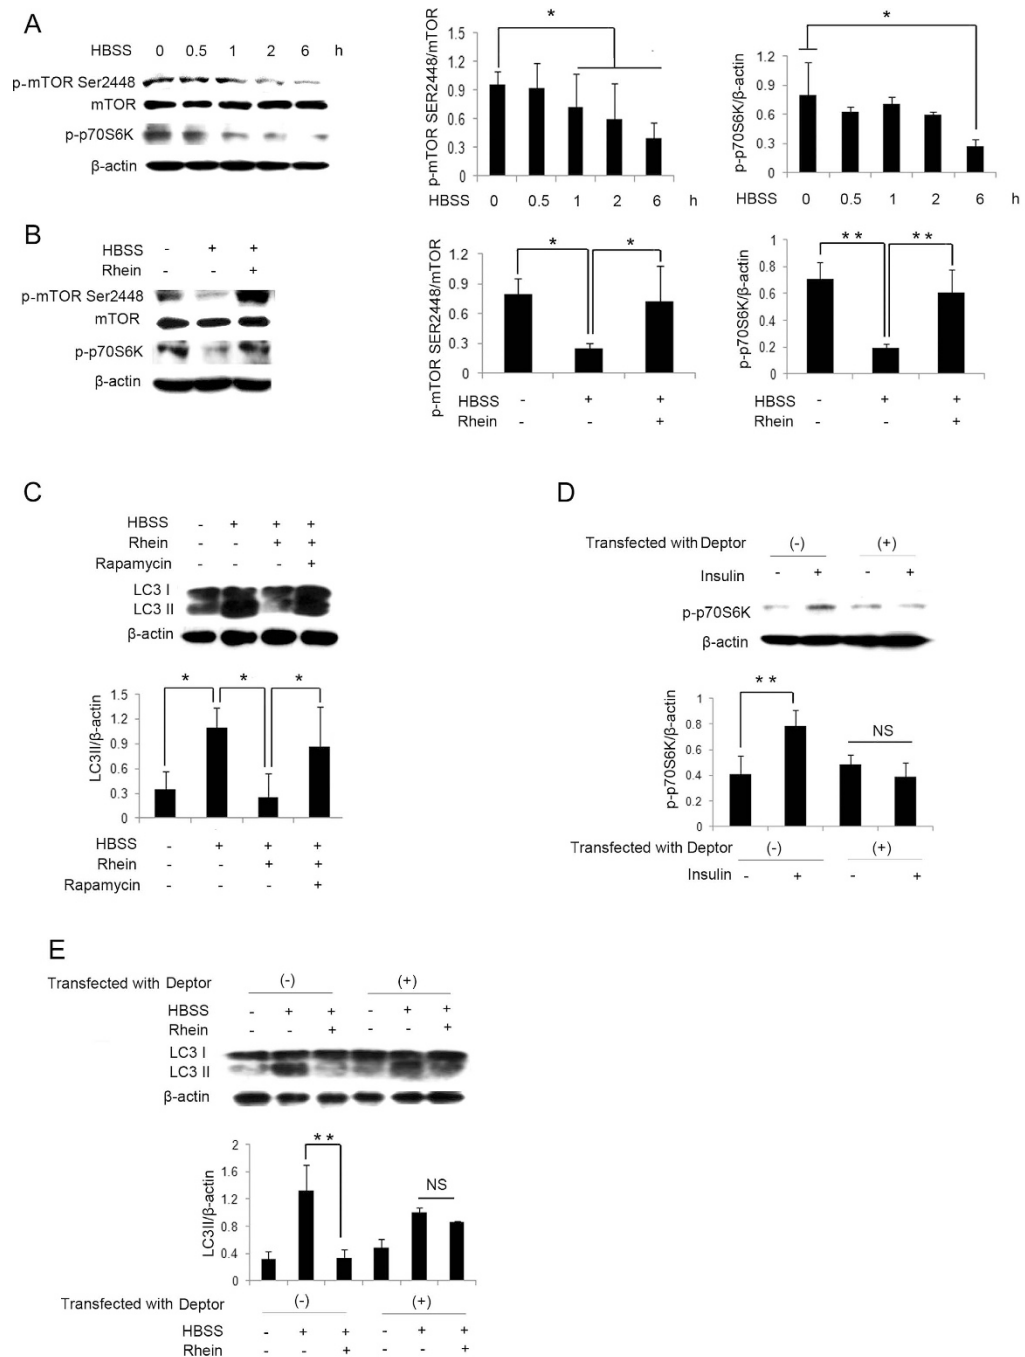 A
HBSS 0 0.5 1 2 6 h
p-mTOR Ser2448
mTOR
p-p70S6K
β-actin
p-mTOR SER2448/mTOR
1.5
1.2
0.9
0.6
0.3
0
*
HBSS 0 0.5 1 2 6 h
p-p70S6K/β-actin
1.2
0.9
0.6
0.3
0
*
HBSS 0 0.5 1 2 6 h
B
HBSS - + +
Rhein - - +
p-mTOR Ser2448
mTOR
p-p70S6K
β-actin
p-mTOR SER2448/mTOR
1.2
0.9
0.6
0.3
0
* *
HBSS - + +
Rhein - - +
p-p70S6K/β-actin
1
0.8
0.6
0.4
0.2
0
** **
HBSS - + +
Rhein - - +
C
HBSS - + + +
Rhein - - + +
Rapamycin - - - +
LC3 I
LC3 II
β-actin
LC3II/β-actin
1.5
1.2
0.9
0.6
0.3
0
* * *
HBSS - + + +
Rhein - - + +
Rapamycin - - - +
D
Transfected with Deptor (-) (+)
Insulin - + - +
p-p70S6K
β-actin
p-p70S6K/β-actin
1
0.8
0.6
0.4
0.2
0
** NS
Transfected with Deptor (-) (+)
Insulin - + - +
E
Transfected with Deptor (-) (+)
HBSS - + + - + +
Rhein - - + - - +
LC3 I
LC3 II
β-actin
LC3II/β-actin
2
1.6
1.2
0.8
0.4
0
** NS
Transfected with Deptor (-) (+)
HBSS - + + - + +
Rhein - - + - - +